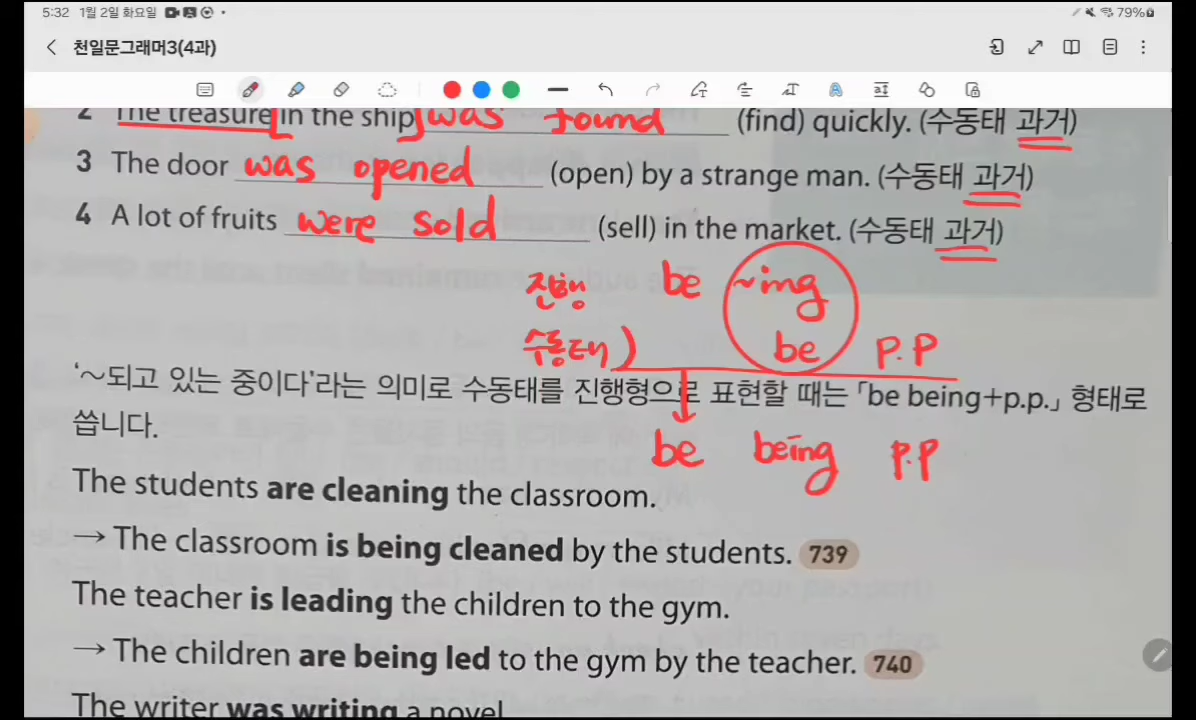 5:32 1월 2일 화요일 79%
천일문그래머3(4과)
2 The treasure in the ship was found (find) quickly. (수동태 과거)
3 The door was opened (open) by a strange man. (수동태 과거)
4 A lot of fruits were sold (sell) in the market. (수동태 과거)
진행 be ~ing
수동태) be p.p
'~되고 있는 중이다'라는 의미로 수동태를 진행형으로 표현할 때는 「be being+p.p.」 형태로
씁니다.
be being p.p
The students are cleaning the classroom.
→ The classroom is being cleaned by the students. 739
The teacher is leading the children to the gym.
→ The children are being led to the gym by the teacher. 740
The writer was writing a novel